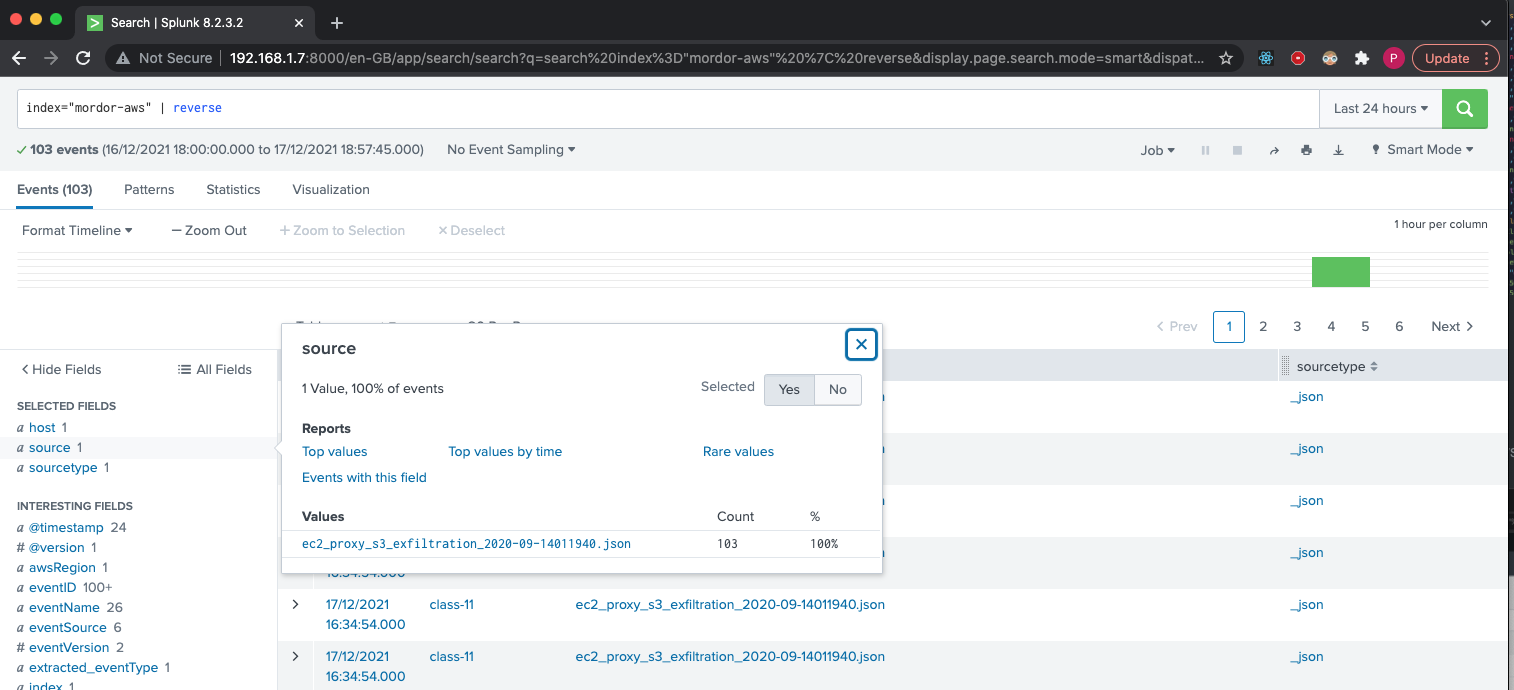 Search | Splunk 8.2.3.2
Not Secure 192.168.1.7:8000/en-GB/app/search/search?q=search%20index%3D"mordor-aws"%20%7C%20reverse&display.page.search.mode=smart&dispat...
P
Update
index="mordor-aws" | reverse
Last 24 hours
103 events (16/12/2021 18:00:00.000 to 17/12/2021 18:57:45.000)
No Event Sampling
Job
Smart Mode
Events (103) Patterns Statistics Visualization
Format Timeline
— Zoom Out
+ Zoom to Selection
× Deselect
1 hour per column
< Prev 1 2 3 4 5 6 Next >
source
1 Value, 100% of events
Selected Yes No
Reports
Top values Top values by time Rare values
Events with this field
Values Count %
ec2_proxy_s3_exfiltration_2020-09-14011940.json 103 100%
< Hide Fields All Fields
SELECTED FIELDS
a host 1
a source 1
a sourcetype 1
INTERESTING FIELDS
a @timestamp 24
# @version 1
a awsRegion 1
a eventID 100+
a eventName 26
a eventSource 6
# eventVersion 2
a extracted_eventType 1
a index 1
sourcetype
_json
_json
_json
_json
16:34:54.000
> 17/12/2021 class-11 ec2_proxy_s3_exfiltration_2020-09-14011940.json _json
16:34:54.000
> 17/12/2021 class-11 ec2_proxy_s3_exfiltration_2020-09-14011940.json _json
16:34:54.000